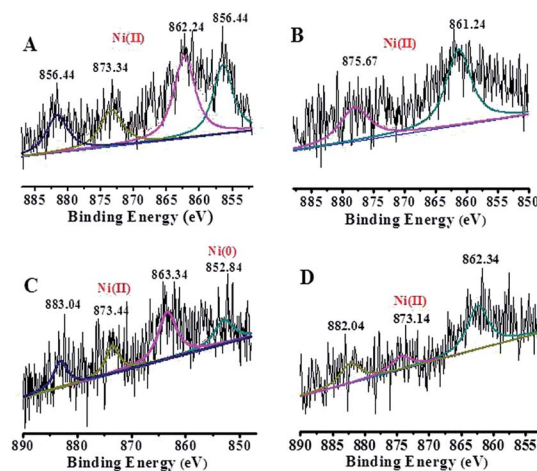 A
Ni(II)
862.24
856.44
856.44
873.34
885 880 875 870 865 860 855
Binding Energy (eV)
B
Ni(II)
861.24
875.67
885 880 875 870 865 860 855 850
Binding Energy (eV)
C
Ni(II)
Ni(0)
883.04
873.44
863.34
852.84
890 880 870 860 850
Binding Energy (eV)
D
Ni(II)
862.34
882.04
873.14
890 885 880 875 870 865 860 855
Binding Energy (eV)